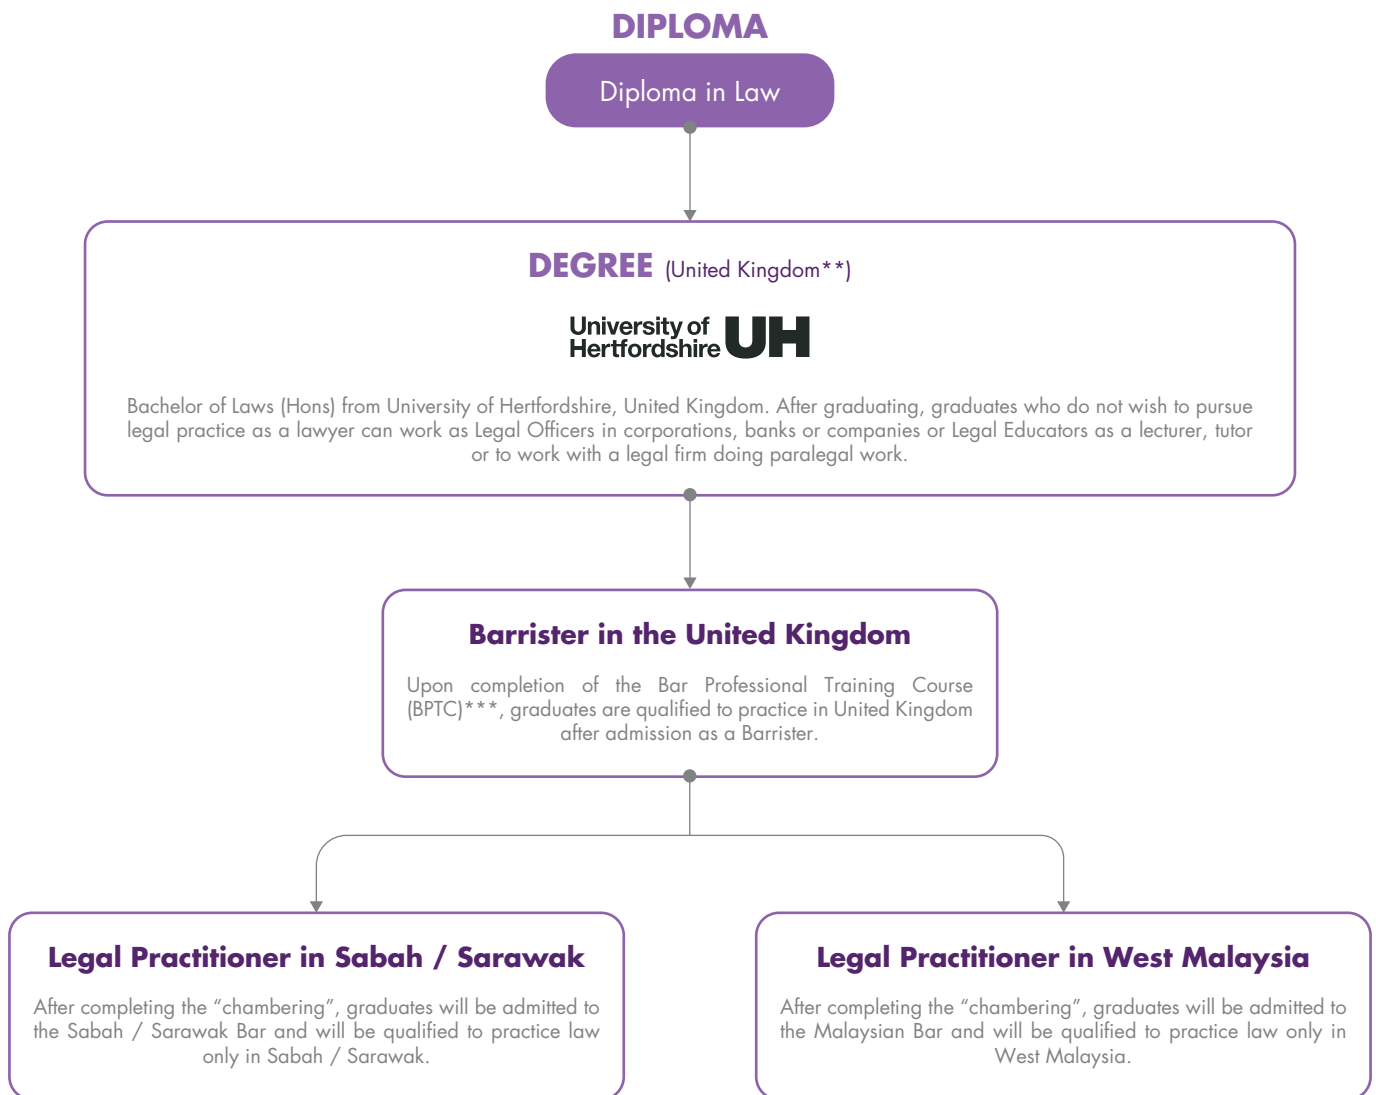 DIPLOMA
Diploma in Law
DEGREE (United Kingdom**)
University of
Hertfordshire UH
Bachelor of Laws (Hons) from University of Hertfordshire, United Kingdom. After graduating, graduates who do not wish to pursue
legal practice as a lawyer can work as Legal Officers in corporations, banks or companies or Legal Educators as a lecturer, tutor
or to work with a legal firm doing paralegal work.
Barrister in the United Kingdom
Upon completion of the Bar Professional Training Course
(BPTC)***, graduates are qualified to practice in United Kingdom
after admission as a Barrister.
Legal Practitioner in Sabah / Sarawak
After completing the “chambering”, graduates will be admitted to
the Sabah / Sarawak Bar and will be qualified to practice law
only in Sabah / Sarawak.
Legal Practitioner in West Malaysia
After completing the “chambering”, graduates will be admitted to
the Malaysian Bar and will be qualified to practice law only in
West Malaysia.